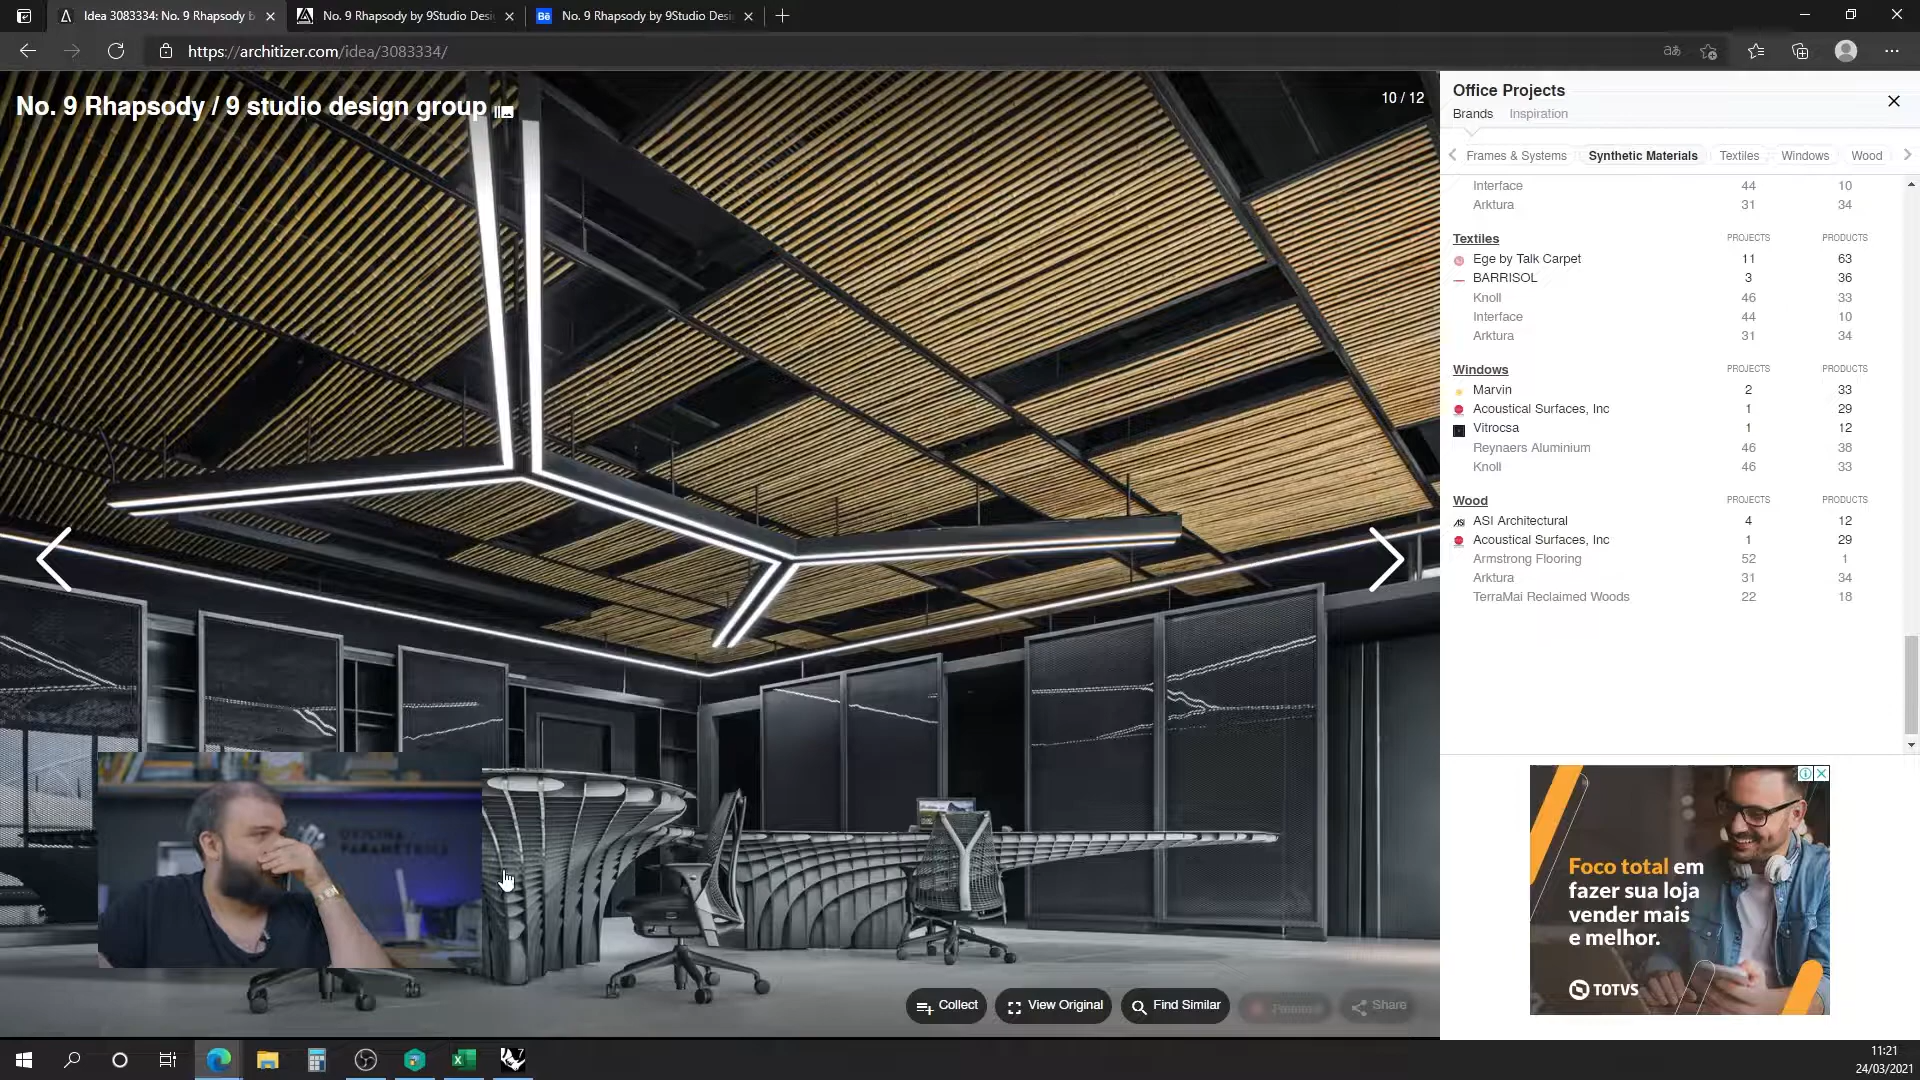 Idea 3083334: No. 9 Rhapsody b
No. 9 Rhapsody by 9Studio Desi
Bē
No. 9 Rhapsody by 9Studio Desi
https://architizer.com/idea/3083334/
No. 9 Rhapsody / 9 studio design group
10 / 12
Office Projects
Brands Inspiration
Frames & Systems Synthetic Materials Textiles Windows Wood
Interface 44 10
Arktura 31 34
Textiles PROJECTS PRODUCTS
Ege by Talk Carpet 11 63
BARRISOL 3 36
Knoll 46 33
Interface 44 10
Arktura 31 34
Windows PROJECTS PRODUCTS
Marvin 2 33
Acoustical Surfaces, Inc 1 29
Vitrocsa 1 12
Reynaers Aluminium 46 38
Knoll 46 33
Wood PROJECTS PRODUCTS
ASI Architectural 4 12
Acoustical Surfaces, Inc 1 29
Armstrong Flooring 52 1
Arktura 31 34
TerraMai Reclaimed Woods 22 18
OFICINA
Foco total em
fazer sua loja
vender mais
e melhor.
TOTVS
Collect
View Original
Find Similar
Share
11:21
24/03/2021